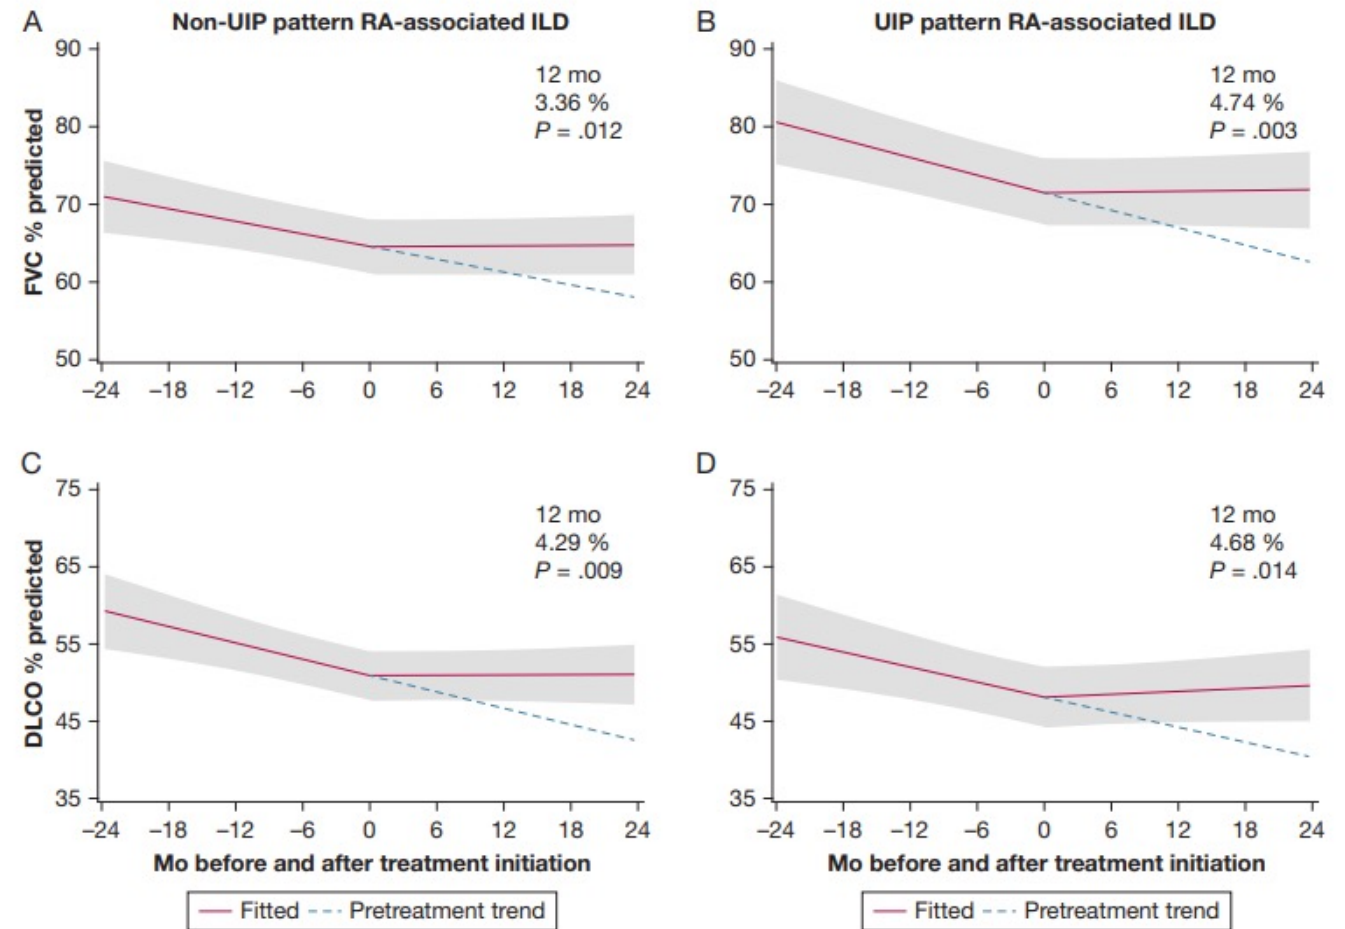 A
Non-UIP pattern RA-associated ILD
90
80
70
60
50
FVC % predicted
12 mo
3.36 %
P = .012
−24 −18 −12 −6 0 6 12 18 24
B
UIP pattern RA-associated ILD
90
80
70
60
50
12 mo
4.74 %
P = .003
−24 −18 −12 −6 0 6 12 18 24
C
75
65
55
45
35
DLCO % predicted
12 mo
4.29 %
P = .009
−24 −18 −12 −6 0 6 12 18 24
Mo before and after treatment initiation
Fitted Pretreatment trend
D
75
65
55
45
35
12 mo
4.68 %
P = .014
−24 −18 −12 −6 0 6 12 18 24
Mo before and after treatment initiation
Fitted Pretreatment trend